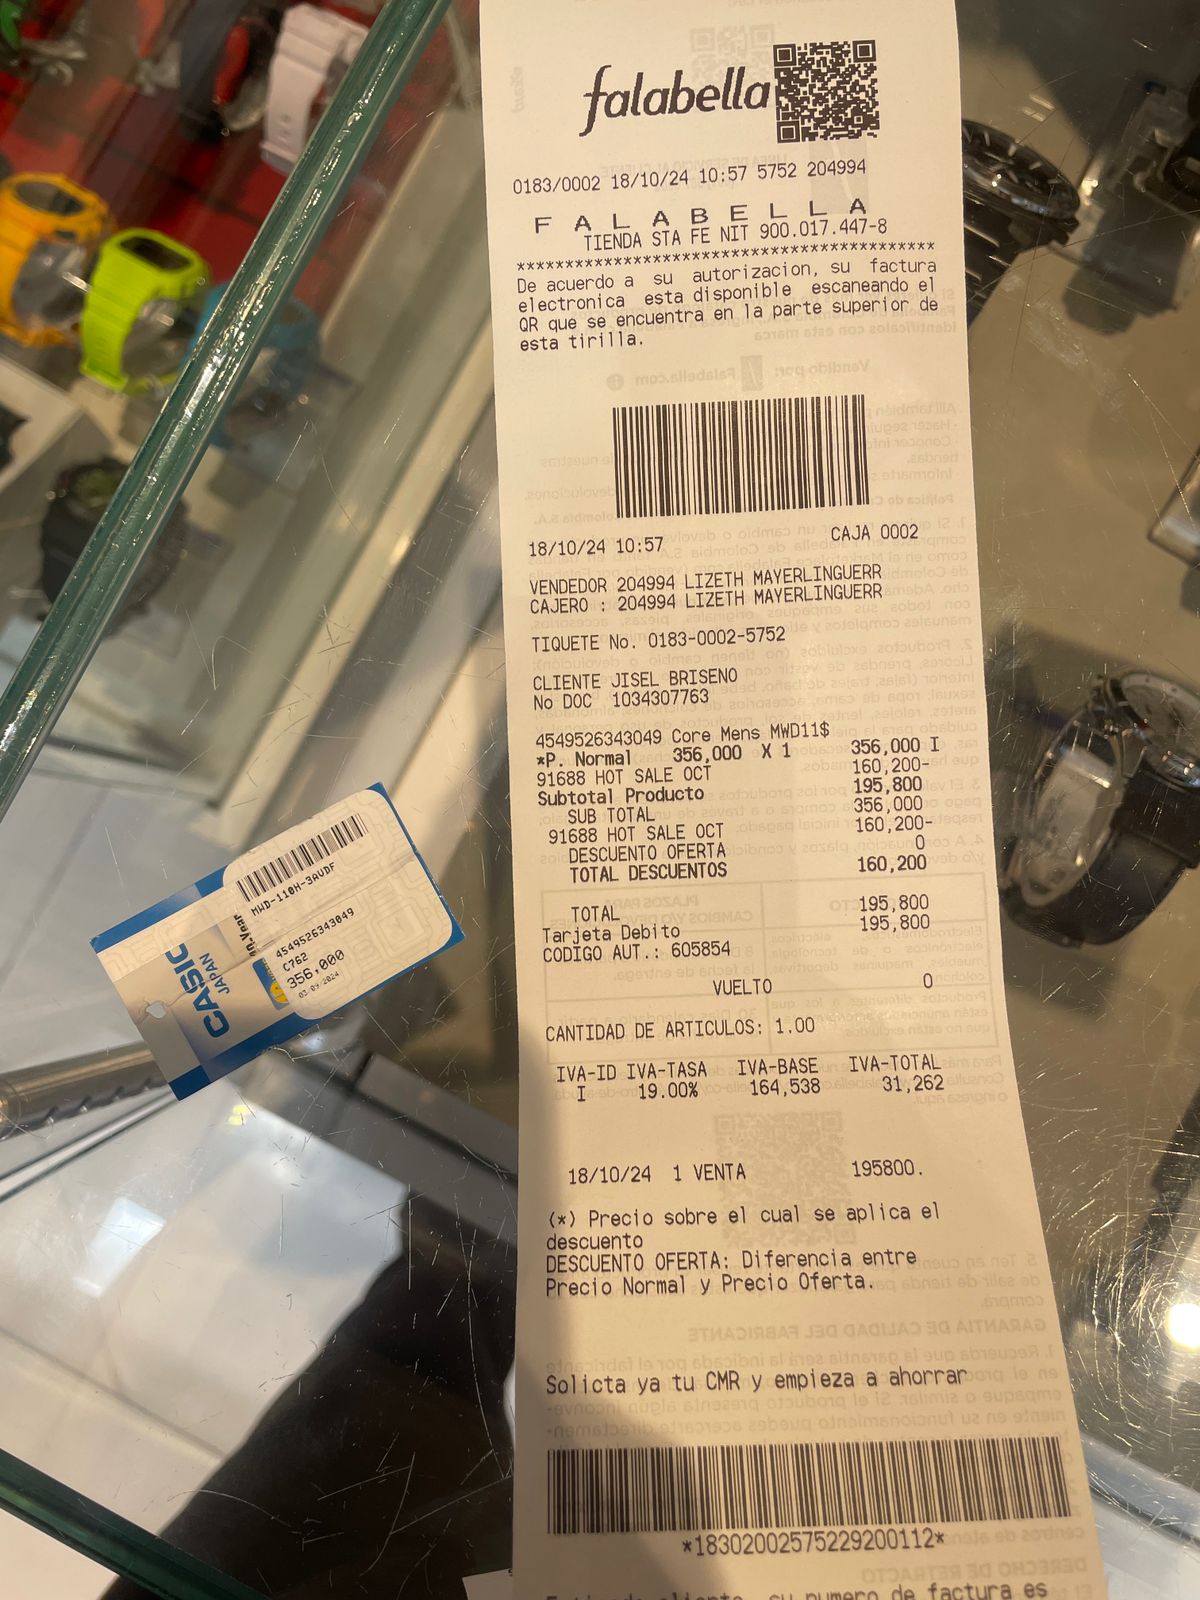 falabella
0183/0002 18/10/24 10:57 5752 204994
F A L A B E L L A
TIENDA STA FE NIT 900.017.447-8
*******************************************
De acuerdo a su autorizacion, su factura
electronica esta disponible escaneando el
QR que se encuentra en la parte superior de
esta tirilla.
18/10/24 10:57 CAJA 0002
VENDEDOR 204994 LIZETH MAYERLINGUERR
CAJERO : 204994 LIZETH MAYERLINGUERR
TIQUETE No. 0183-0002-5752
CLIENTE JISEL BRISENO
No DOC 1034307763
4549526343049 Core Mens MWD11$
*P. Normal 356,000 X 1 356,000 I
91688 HOT SALE OCT 160,200-
Subtotal Producto 195,800
SUB TOTAL 356,000
91688 HOT SALE OCT 160,200-
DESCUENTO OFERTA 0
TOTAL DESCUENTOS 160,200
TOTAL 195,800
Tarjeta Debito 195,800
CODIGO AUT.: 605854
VUELTO 0
CANTIDAD DE ARTICULOS: 1.00
IVA-ID IVA-TASA IVA-BASE IVA-TOTAL
I 19.00% 164,538 31,262
18/10/24 1 VENTA 195800.
(*) Precio sobre el cual se aplica el
descuento
DESCUENTO OFERTA: Diferencia entre
Precio Normal y Precio Oferta.
Solicta ya tu CMR y empieza a ahorrar
*18302002575229200112*
su numero de factura es
MWD-110H-3AVDF
4549526343049
C762
356,000
03-09-2024
CASIO
JAPAN